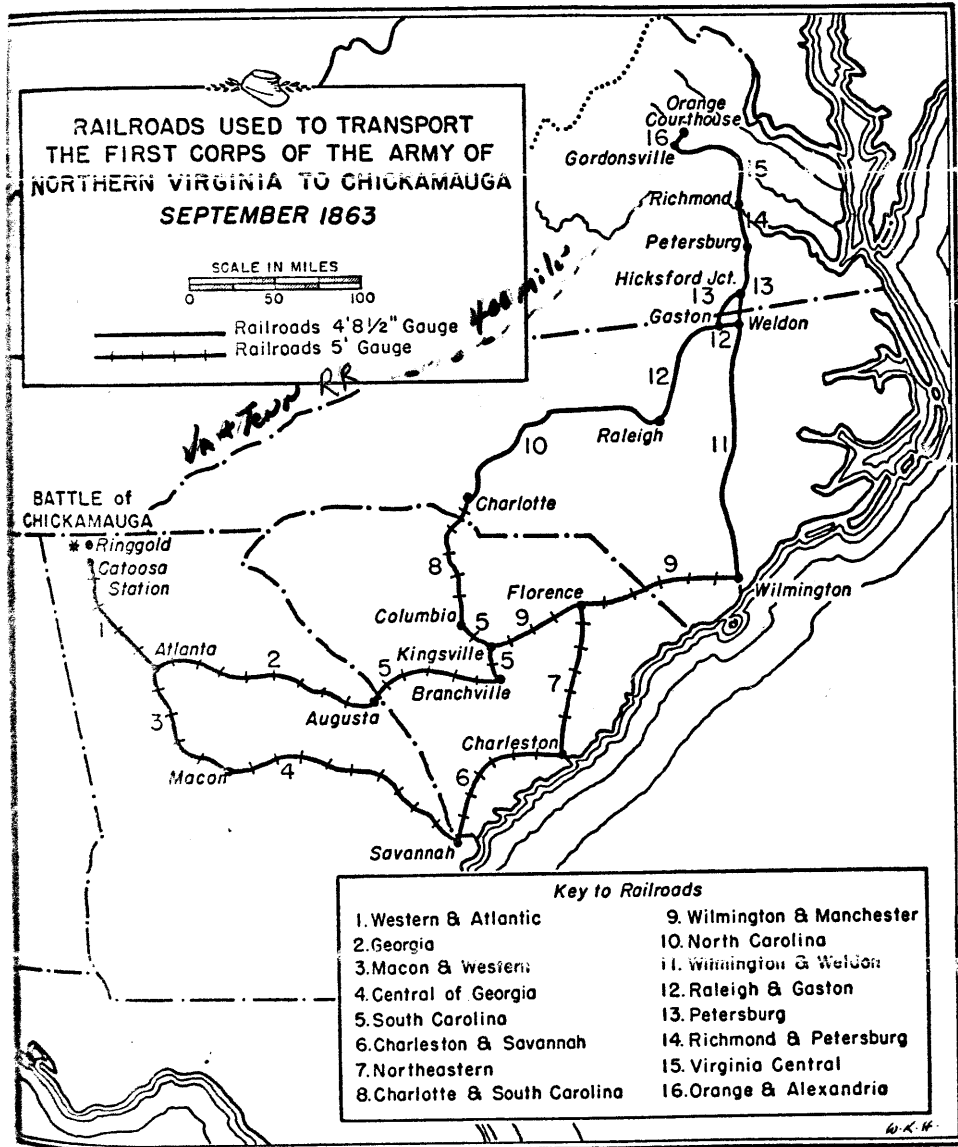 RAILROADS USED TO TRANSPORT
THE FIRST CORPS OF THE ARMY OF
NORTHERN VIRGINIA TO CHICKAMAUGA
SEPTEMBER 1863
SCALE IN MILES
0 50 100
Railroads 4'8½" Gauge
Railroads 5' Gauge
400 miles
Va & Tenn RR
Orange
Courthouse
16
Gordonsville
15
Richmond
14
Petersburg
Hicksford Jct.
13
13
Gaston
Weldon
12
12
Raleigh
10
11
Charlotte
BATTLE of
CHICKAMAUGA
* Ringgold
Catoosa
Station
8
9
Florence
Wilmington
Columbia
5
9
1
Kingsville
5
Atlanta
2
5
Branchville
7
Augusta
3
Charleston
Macon
4
6
Savannah
Key to Railroads
1. Western & Atlantic
2. Georgia
3. Macon & Western
4. Central of Georgia
5. South Carolina
6. Charleston & Savannah
7. Northeastern
8. Charlotte & South Carolina
9. Wilmington & Manchester
10. North Carolina
11. Wilmington & Weldon
12. Raleigh & Gaston
13. Petersburg
14. Richmond & Petersburg
15. Virginia Central
16. Orange & Alexandria
W.K.H.